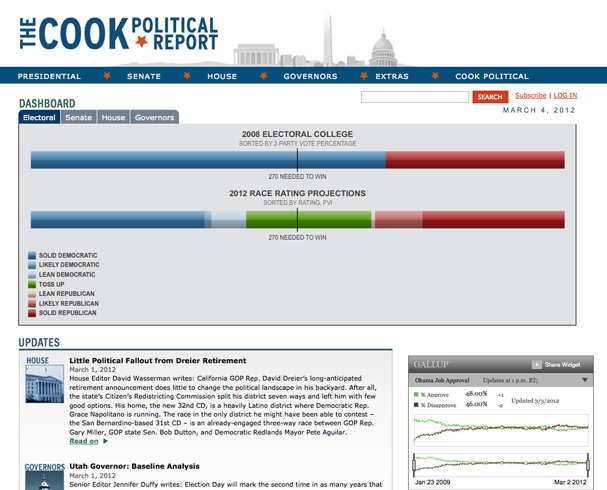 THE COOK POLITICAL REPORT
PRESIDENTIAL SENATE HOUSE GOVERNORS EXTRAS COOK POLITICAL
DASHBOARD
SEARCH Subscribe | LOG IN
MARCH 4, 2012
Electoral Senate House Governors
2008 ELECTORAL COLLEGE
SORTED BY 2-PARTY VOTE PERCENTAGE
270 NEEDED TO WIN
2012 RACE RATING PROJECTIONS
SORTED BY RATING, PVI
270 NEEDED TO WIN
SOLID DEMOCRATIC
LIKELY DEMOCRATIC
LEAN DEMOCRATIC
TOSS UP
LEAN REPUBLICAN
LIKELY REPUBLICAN
SOLID REPUBLICAN
UPDATES
HOUSE
Little Political Fallout from Dreier Retirement
March 1, 2012
House Editor David Wasserman writes: California GOP Rep. David Dreier's long-anticipated
retirement announcement does little to change the political landscape in his backyard. After all,
the state's Citizen's Redistricting Commission split his district seven ways and left him with few
good options. His home, the new 32nd CD, is a heavily Latino district where Democratic Rep.
Grace Napolitano is running. The race in the only district he might have been able to contest –
the San Bernardino-based 31st CD – is an already-engaged three-way race between GOP Rep.
Gary Miller, GOP state Sen. Bob Dutton, and Democratic Redlands Mayor Pete Aguilar.
Read on
GOVERNORS
Utah Governor: Baseline Analysis
March 1, 2012
Senior Editor Jennifer Duffy writes: Election Day will mark the second time in as many years that
GALLUP Share Widget
Obama Job Approval Updates at 1 p.m. ET;
% Approve 48.00% +1
% Disapprove 46.00% -2
Updated 3/3/2012
Jan 23 2009 Mar 2 2012